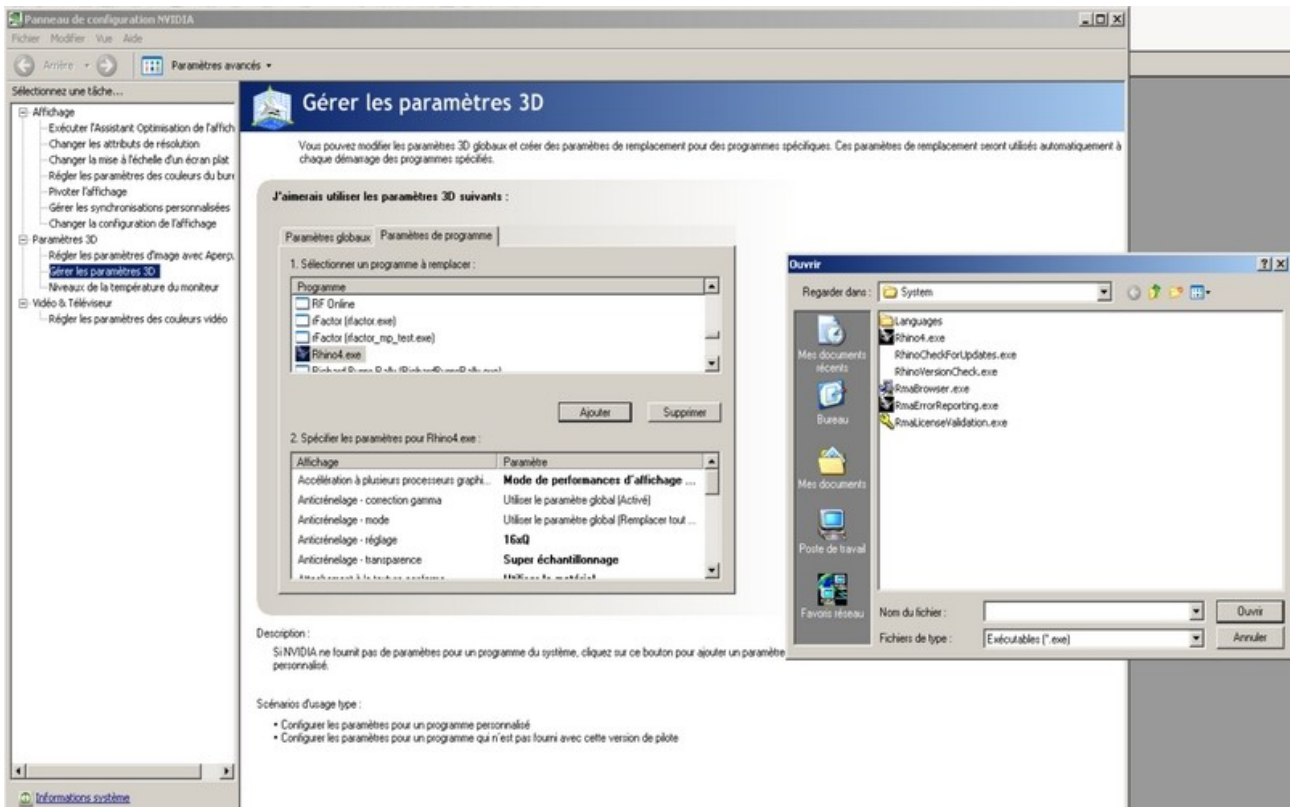 Panneau de configuration NVIDIA
Fichier Modifier Vue Aide
Arrière
Paramètres avancés
Sélectionnez une tâche...
Affichage
Exécuter l'Assistant Optimisation de l'affich
Changer les attributs de résolution
Changer la mise à l'échelle d'un écran plat
Régler les paramètres des couleurs du bure
Pivoter l'affichage
Gérer les synchronisations personnalisées
Changer la configuration de l'affichage
Paramètres 3D
Régler les paramètres d'image avec Aperç
Gérer les paramètres 3D
Niveaux de la température du moniteur
Vidéo & Téléviseur
Régler les paramètres des couleurs vidéo
Informations système
Gérer les paramètres 3D
Vous pouvez modifier les paramètres 3D globaux et créer des paramètres de remplacement pour des programmes spécifiques. Ces paramètres de remplacement seront utilisés automatiquement à
chaque démarrage des programmes spécifiés.
J'aimerais utiliser les paramètres 3D suivants :
Paramètres globaux Paramètres de programme
1. Sélectionner un programme à remplacer :
Programme
RF Online
rFactor (rfactor.exe)
rFactor (rfactor_mp_test.exe)
Rhino4.exe
Richard Burns Rally (RichardBurnsRally.exe)
Ajouter Supprimer
2. Spécifier les paramètres pour Rhino4.exe :
Affichage Paramètre
Accélération à plusieurs processeurs graphi... Mode de performances d'affichage ...
Anticrénelage - correction gamma Utiliser le paramètre global (Activé)
Anticrénelage - mode Utiliser le paramètre global (Remplacer tout ...
Anticrénelage - réglage 16xQ
Anticrénelage - transparence Super échantillonnage
Description :
Si NVIDIA ne fournit pas de paramètres pour un programme du système, cliquez sur ce bouton pour ajouter un paramètre
personnalisé.
Scénarios d'usage type :
• Configurer les paramètres pour un programme personnalisé
• Configurer les paramètres pour un programme qui n'est pas fourni avec cette version de pilote
Ouvrir
Regarder dans : System
Mes documents
récents
Bureau
Mes documents
Poste de travail
Favoris réseau
Languages
Rhino4.exe
RhinoCheckForUpdates.exe
RhinoVersionCheck.exe
RmaBrowser.exe
RmaErrorReporting.exe
RmaLicenseValidation.exe
Nom du fichier : Ouvrir
Fichiers de type : Exécutables (*.exe) Annuler